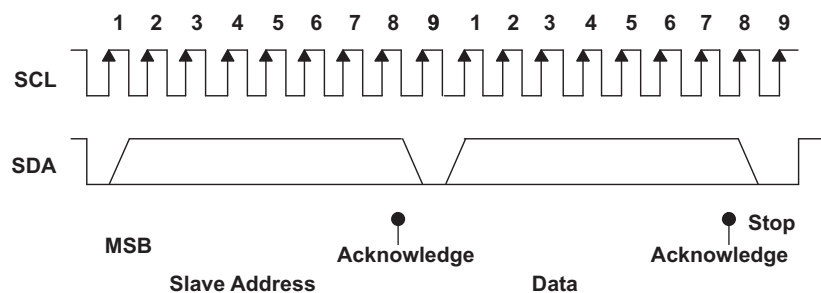 1 2 3 4 5 6 7 8 9 1 2 3 4 5 6 7 8 9
SCL
SDA
Stop
MSB Acknowledge Acknowledge
Slave Address Data